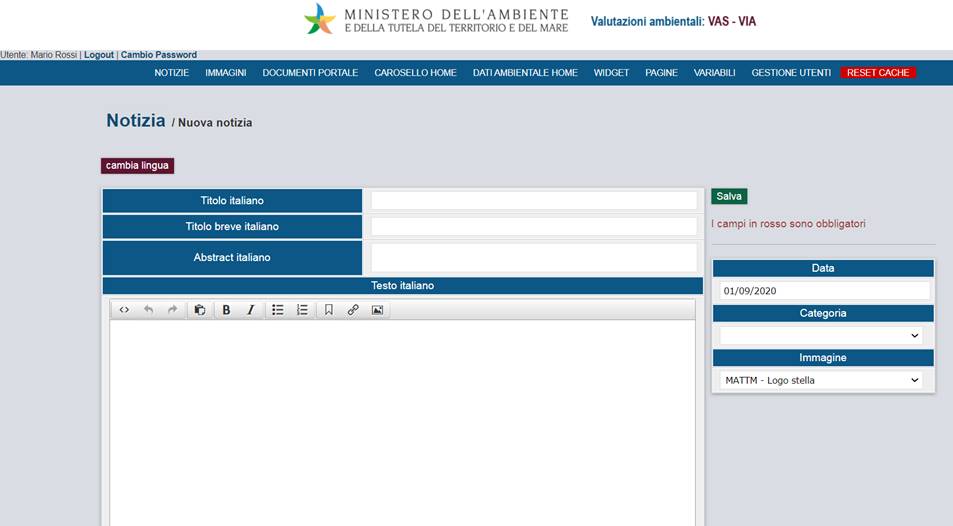 MINISTERO DELL'AMBIENTE
E DELLA TUTELA DEL TERRITORIO E DEL MARE
Valutazioni ambientali: VAS - VIA
Utente: Mario Rossi | Logout | Cambio Password
NOTIZIE IMMAGINI DOCUMENTI PORTALE CAROSELLO HOME DATI AMBIENTALE HOME WIDGET PAGINE VARIABILI GESTIONE UTENTI RESET CACHE
Notizia / Nuova notizia
cambia lingua
Titolo italiano
Titolo breve italiano
Abstract italiano
Testo italiano
B I
Salva
I campi in rosso sono obbligatori
Data
01/09/2020
Categoria
Immagine
MATTM - Logo stella